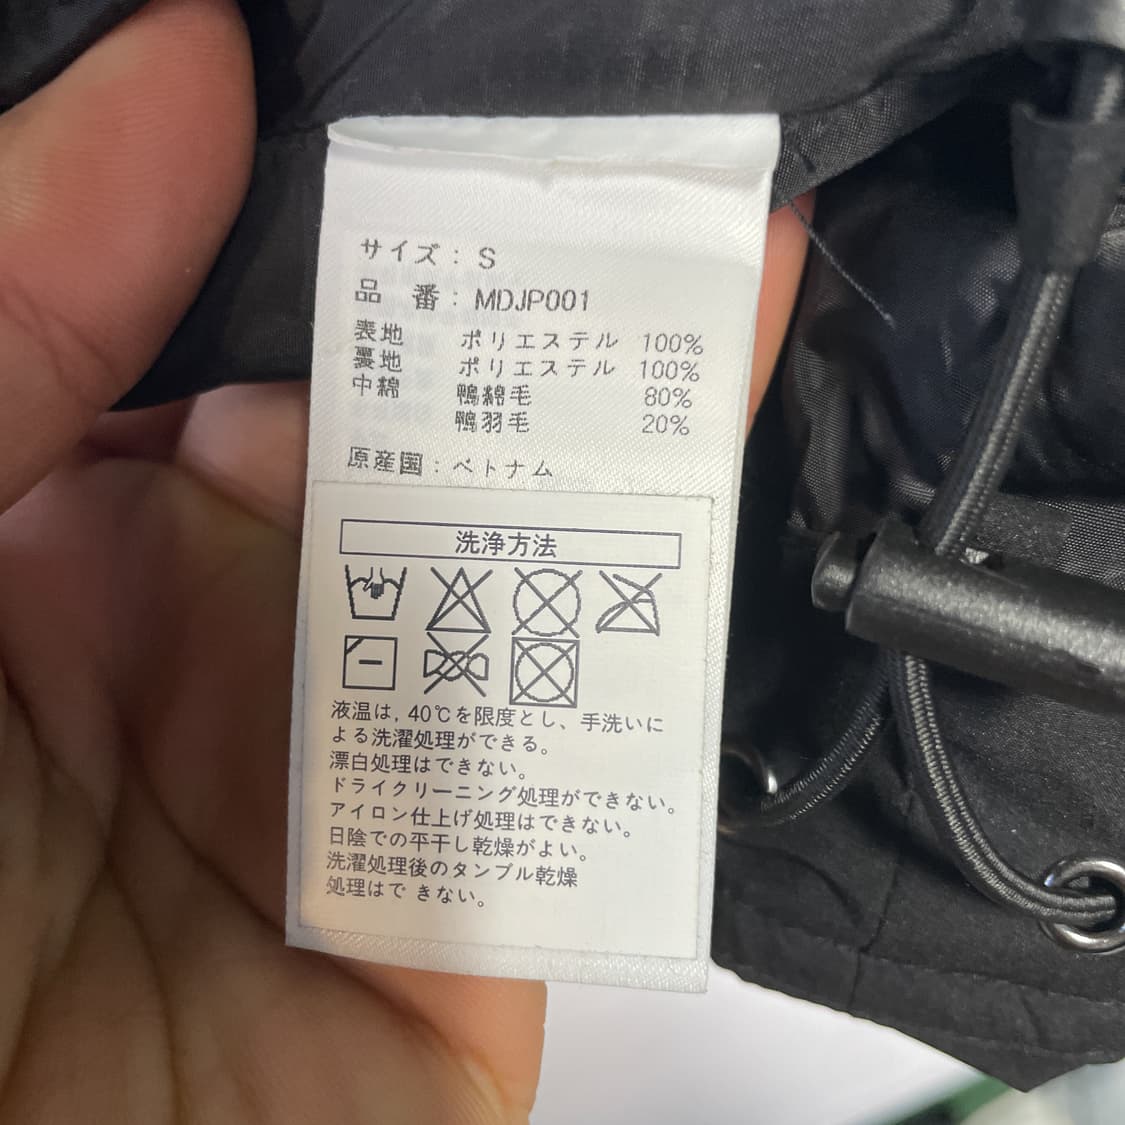 サイズ: S
品　番: MDJP001
表地　ポリエステル　100%
裏地　ポリエステル　100%
中綿　鴨綿毛　80%
鴨羽毛　20%
原産国: ベトナム
洗浄方法
液温は, 40℃を限度とし、手洗いに
よる洗濯処理ができる。
漂白処理はできない。
ドライクリーニング処理ができない。
アイロン仕上げ処理はできない。
日陰での平干し乾燥がよい。
洗濯処理後のタンブル乾燥
処理はで きない。